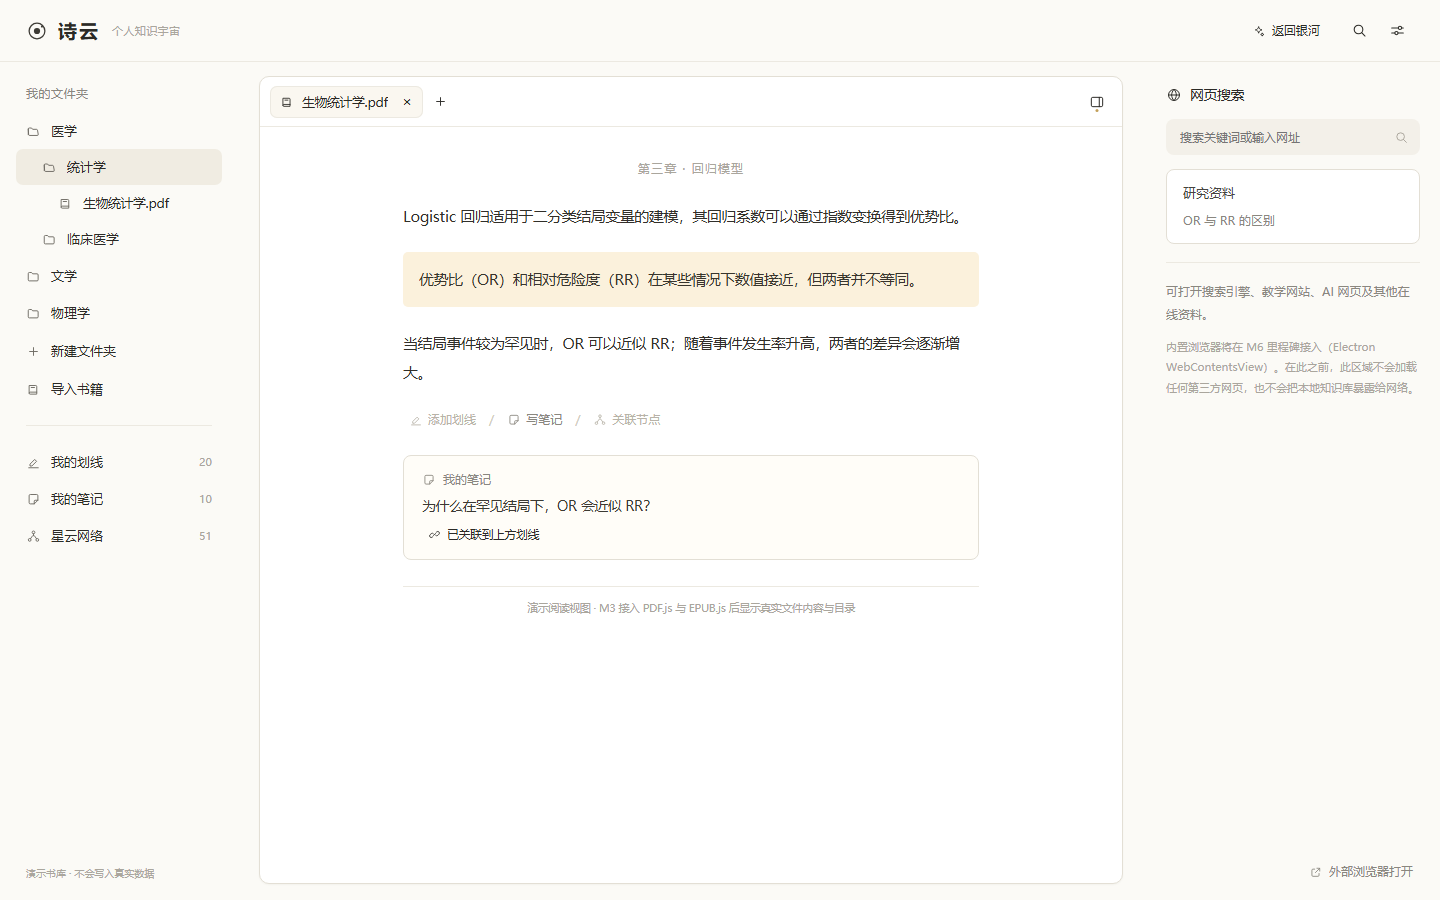 诗云 个人知识宇宙
返回银河
我的文件夹
医学
统计学
生物统计学.pdf
临床医学
文学
物理学
新建文件夹
导入书籍
我的划线 20
我的笔记 10
星云网络 51
演示书库 · 不会写入真实数据
生物统计学.pdf
第三章 · 回归模型
Logistic 回归适用于二分类结局变量的建模，其回归系数可以通过指数变换得到优势比。
优势比（OR）和相对危险度（RR）在某些情况下数值接近，但两者并不等同。
当结局事件较为罕见时，OR 可以近似 RR；随着事件发生率升高，两者的差异会逐渐增
大。
添加划线 / 写笔记 / 关联节点
我的笔记
为什么在罕见结局下，OR 会近似 RR？
已关联到上方划线
演示阅读视图 · M3 接入 PDF.js 与 EPUB.js 后显示真实文件内容与目录
网页搜索
搜索关键词或输入网址
研究资料
OR 与 RR 的区别
可打开搜索引擎、教学网站、AI 网页及其他在
线资料。
内置浏览器将在 M6 里程碑接入（Electron
WebContentsView）。在此之前，此区域不会加载
任何第三方网页，也不会把本地知识库暴露给网络。
外部浏览器打开